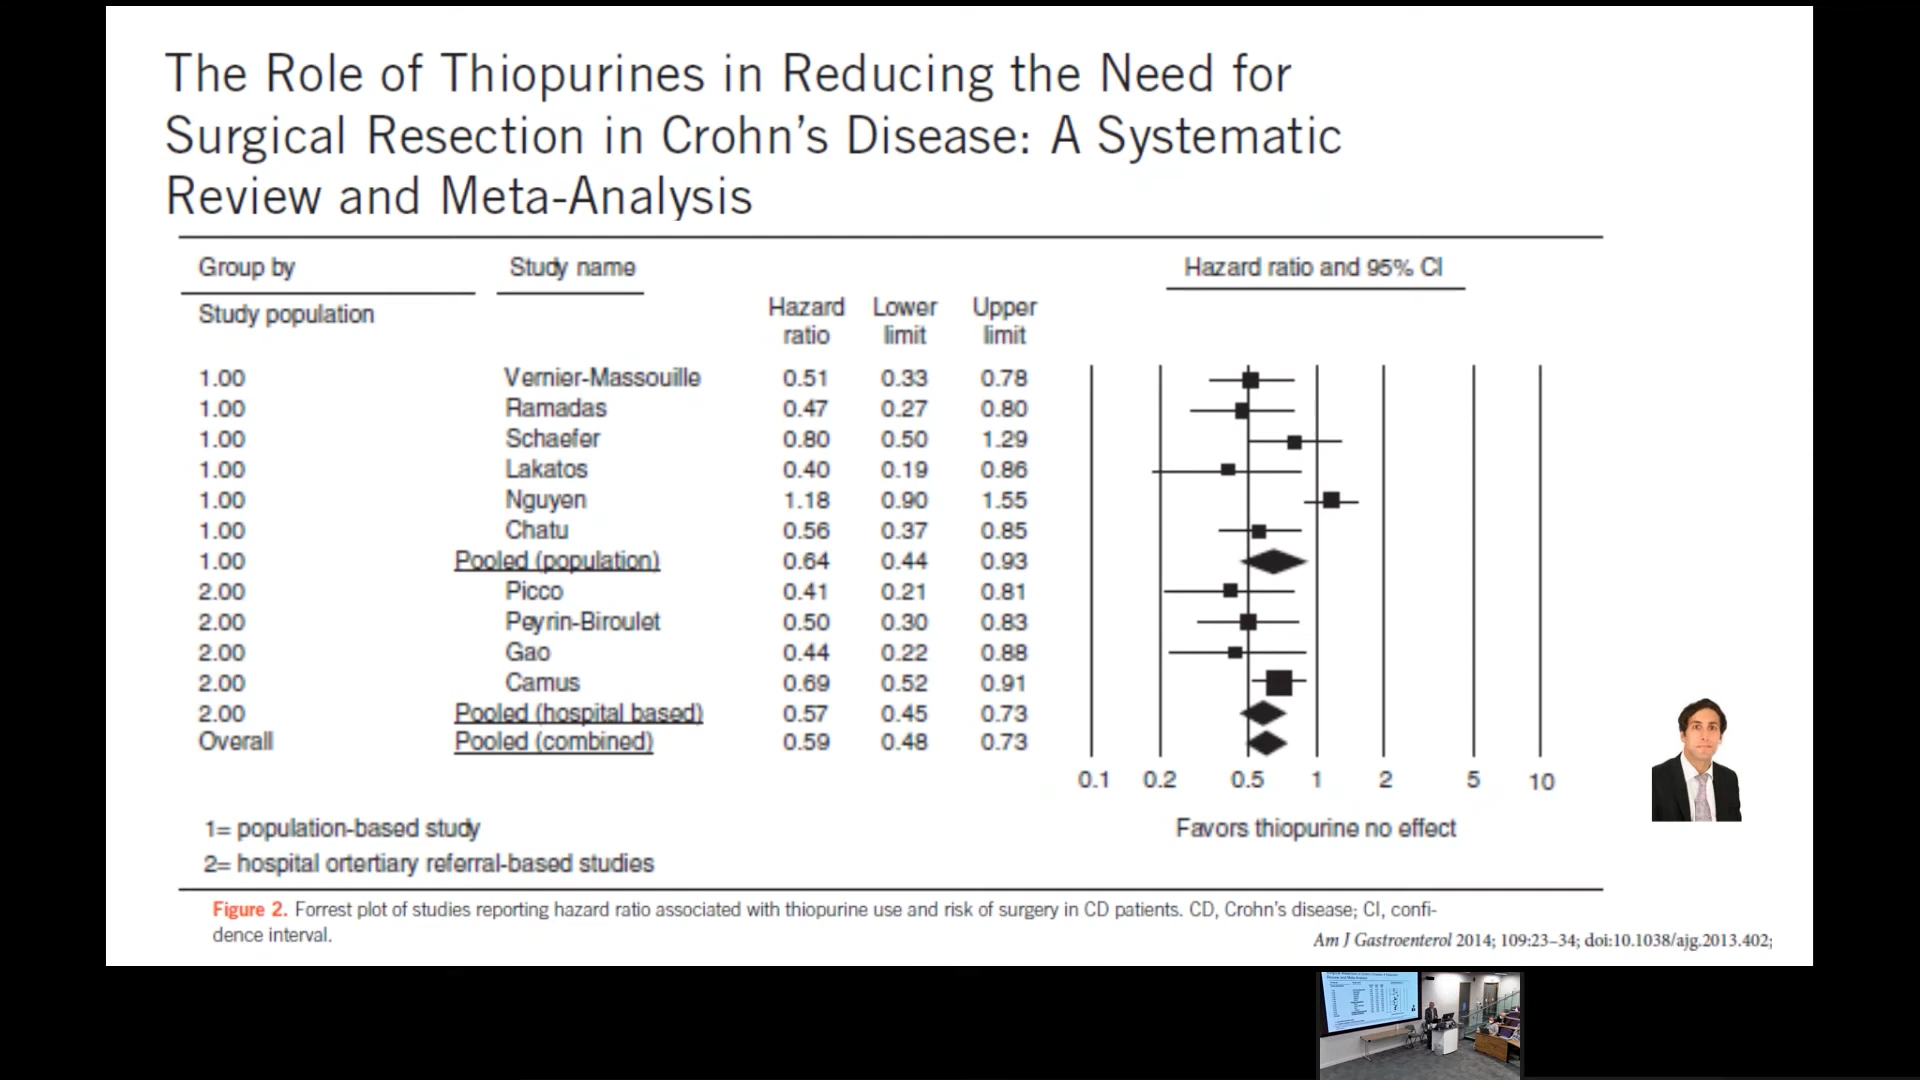 The Role of Thiopurines in Reducing the Need for
Surgical Resection in Crohn's Disease: A Systematic
Review and Meta-Analysis
Group by Study name Hazard ratio and 95% CI
Study population Hazard ratio Lower limit Upper limit
1.00 Vernier-Massouille 0.51 0.33 0.78
1.00 Ramadas 0.47 0.27 0.80
1.00 Schaefer 0.80 0.50 1.29
1.00 Lakatos 0.40 0.19 0.86
1.00 Nguyen 1.18 0.90 1.55
1.00 Chatu 0.56 0.37 0.85
1.00 Pooled (population) 0.64 0.44 0.93
2.00 Picco 0.41 0.21 0.81
2.00 Peyrin-Biroulet 0.50 0.30 0.83
2.00 Gao 0.44 0.22 0.88
2.00 Camus 0.69 0.52 0.91
2.00 Pooled (hospital based) 0.57 0.45 0.73
Overall Pooled (combined) 0.59 0.48 0.73
0.1 0.2 0.5 1 2 5 10
Favors thiopurine no effect
1= population-based study
2= hospital ortertiary referral-based studies
Figure 2. Forrest plot of studies reporting hazard ratio associated with thiopurine use and risk of surgery in CD patients. CD, Crohn's disease; CI, confi-
dence interval.
Am J Gastroenterol 2014; 109:23–34; doi:10.1038/ajg.2013.402;